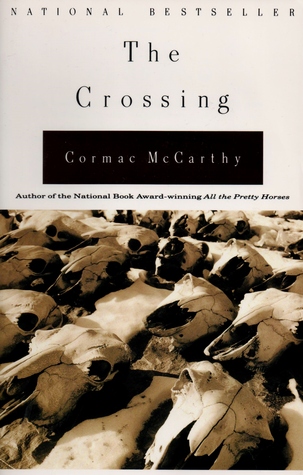 NATIONAL BESTSELLER
The
Crossing
Cormac McCarthy
Author of the National Book Award-winning All the Pretty Horses